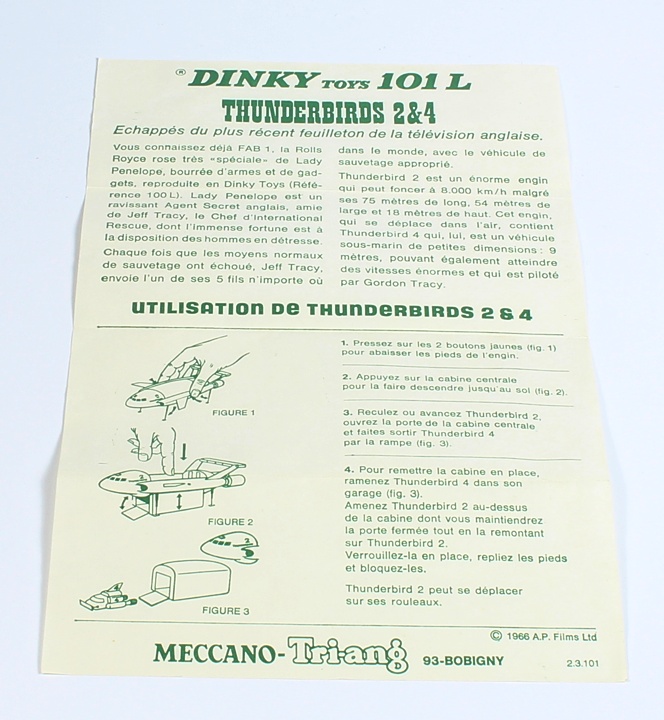 ® DINKY TOYS 101 L
THUNDERBIRDS 2&4
Echappés du plus récent feuilleton de la télévision anglaise.
Vous connaissez déjà FAB 1, la Rolls
Royce rose très «spéciale» de Lady
Penelope, bourrée d'armes et de gad-
gets, reproduite en Dinky Toys (Réfé-
rence 100 L). Lady Penelope est un
ravissant Agent Secret anglais, amie
de Jeff Tracy, le Chef d'International
Rescue, dont l'immense fortune est à
la disposition des hommes en détresse.
Chaque fois que les moyens normaux
de sauvetage ont échoué, Jeff Tracy,
envoie l'un de ses 5 fils n'importe où
dans le monde, avec le véhicule de
sauvetage approprié.
Thunderbird 2 est un énorme engin
qui peut foncer à 8.000 km/h malgré
ses 75 mètres de long, 54 mètres de
large et 18 mètres de haut. Cet engin,
qui se déplace dans l'air, contient
Thunderbird 4 qui, lui, est un véhicule
sous-marin de petites dimensions : 9
mètres, pouvant également atteindre
des vitesses énormes et qui est piloté
par Gordon Tracy.
UTILISATION DE THUNDERBIRDS 2 & 4
1. Pressez sur les 2 boutons jaunes (fig. 1)
pour abaisser les pieds de l'engin.
2. Appuyez sur la cabine centrale
pour la faire descendre jusqu'au sol (fig. 2).
3. Reculez ou avancez Thunderbird 2,
ouvrez la porte de la cabine centrale
et faites sortir Thunderbird 4
par la rampe (fig. 3).
4. Pour remettre la cabine en place,
ramenez Thunderbird 4 dans son
garage (fig. 3).
Amenez Thunderbird 2 au-dessus
de la cabine dont vous maintiendrez
la porte fermée tout en la remontant
sur Thunderbird 2.
Verrouillez-la en place, repliez les pieds
et bloquez-les.
Thunderbird 2 peut se déplacer
sur ses rouleaux.
FIGURE 1
2
FIGURE 2
2
FIGURE 3
© 1966 A.P. Films Ltd
MECCANO-Tri-ang 93-BOBIGNY
2.3.101